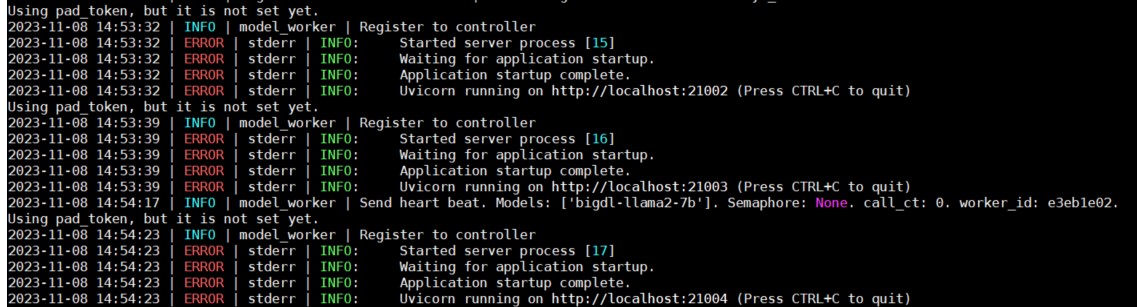 Using pad_token, but it is not set yet.
2023-11-08 14:53:32 | INFO | model_worker | Register to controller
2023-11-08 14:53:32 | ERROR | stderr | INFO:     Started server process [15]
2023-11-08 14:53:32 | ERROR | stderr | INFO:     Waiting for application startup.
2023-11-08 14:53:32 | ERROR | stderr | INFO:     Application startup complete.
2023-11-08 14:53:32 | ERROR | stderr | INFO:     Uvicorn running on http://localhost:21002 (Press CTRL+C to quit)
Using pad_token, but it is not set yet.
2023-11-08 14:53:39 | INFO | model_worker | Register to controller
2023-11-08 14:53:39 | ERROR | stderr | INFO:     Started server process [16]
2023-11-08 14:53:39 | ERROR | stderr | INFO:     Waiting for application startup.
2023-11-08 14:53:39 | ERROR | stderr | INFO:     Application startup complete.
2023-11-08 14:53:39 | ERROR | stderr | INFO:     Uvicorn running on http://localhost:21003 (Press CTRL+C to quit)
2023-11-08 14:54:17 | INFO | model_worker | Send heart beat. Models: ['bigdl-llama2-7b']. Semaphore: None. call_ct: 0. worker_id: e3eb1e02.
Using pad_token, but it is not set yet.
2023-11-08 14:54:23 | INFO | model_worker | Register to controller
2023-11-08 14:54:23 | ERROR | stderr | INFO:     Started server process [17]
2023-11-08 14:54:23 | ERROR | stderr | INFO:     Waiting for application startup.
2023-11-08 14:54:23 | ERROR | stderr | INFO:     Application startup complete.
2023-11-08 14:54:23 | ERROR | stderr | INFO:     Uvicorn running on http://localhost:21004 (Press CTRL+C to quit)